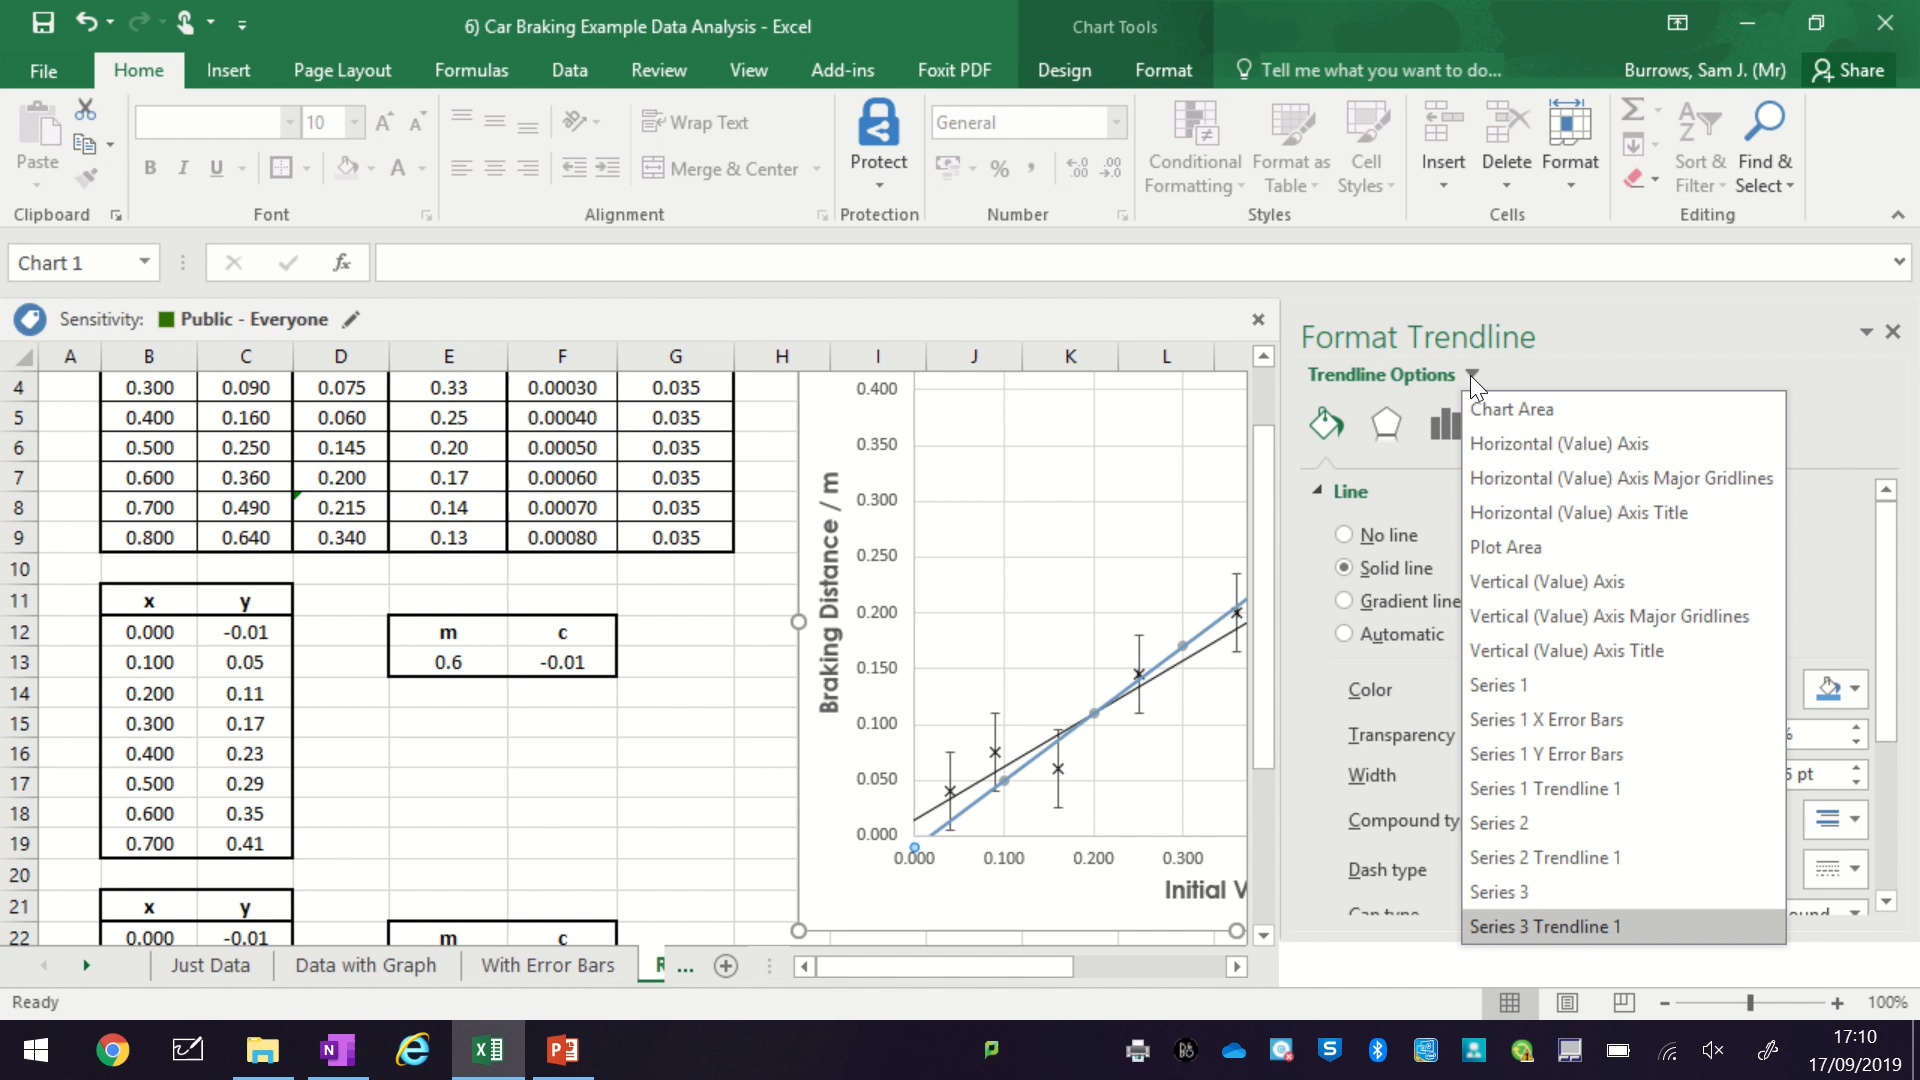 6) Car Braking Example Data Analysis - Excel
Chart Tools
File Home Insert Page Layout Formulas Data Review View Add-ins Foxit PDF Design Format Tell me what you want to do... Burrows, Sam J. (Mr) Share
10 Wrap Text General
Paste B I U A Merge & Center Protect % , Conditional Formatting Format as Table Cell Styles Insert Delete Format Sort & Filter Find & Select
Clipboard Font Alignment Protection Number Styles Cells Editing
Chart 1 fx
Sensitivity: Public - Everyone
A B C D E F G H I J K L
4 0.300 0.090 0.075 0.33 0.00030 0.035
5 0.400 0.160 0.060 0.25 0.00040 0.035
6 0.500 0.250 0.145 0.20 0.00050 0.035
7 0.600 0.360 0.200 0.17 0.00060 0.035
8 0.700 0.490 0.215 0.14 0.00070 0.035
9 0.800 0.640 0.340 0.13 0.00080 0.035
10
11 x y
12 0.000 -0.01 m c
13 0.100 0.05 0.6 -0.01
14 0.200 0.11
15 0.300 0.17
16 0.400 0.23
17 0.500 0.29
18 0.600 0.35
19 0.700 0.41
20
21 x y
22 0.000 -0.01 m c
Braking Distance / m
0.400
0.350
0.300
0.250
0.200
0.150
0.100
0.050
0.000
0.000 0.100 0.200 0.300
Initial V
Format Trendline
Trendline Options
Line
No line
Solid line
Gradient line
Automatic
Color
Transparency
Width pt
Compound ty
Dash type
Chart Area
Horizontal (Value) Axis
Horizontal (Value) Axis Major Gridlines
Horizontal (Value) Axis Title
Plot Area
Vertical (Value) Axis
Vertical (Value) Axis Major Gridlines
Vertical (Value) Axis Title
Series 1
Series 1 X Error Bars
Series 1 Y Error Bars
Series 1 Trendline 1
Series 2
Series 2 Trendline 1
Series 3
Series 3 Trendline 1
Just Data Data with Graph With Error Bars R ...
Ready 100%
17:10
17/09/2019